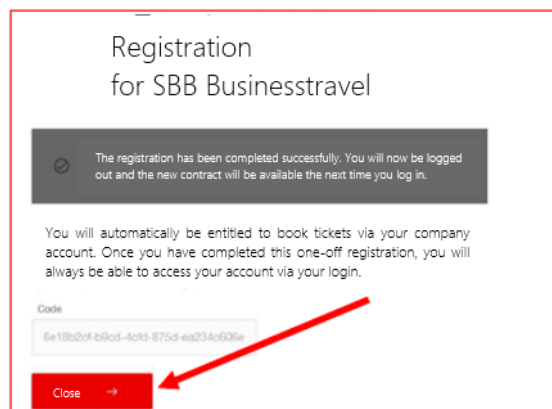 Registration
for SBB Businesstravel
The registration has been completed successfully. You will now be logged
out and the new contract will be available the next time you log in.
You will automatically be entitled to book tickets via your company
account. Once you have completed this one-off registration, you will
always be able to access your account via your login.
Code
6e18b2cf-b9cd-4cfd-875d-ea234c606e
Close